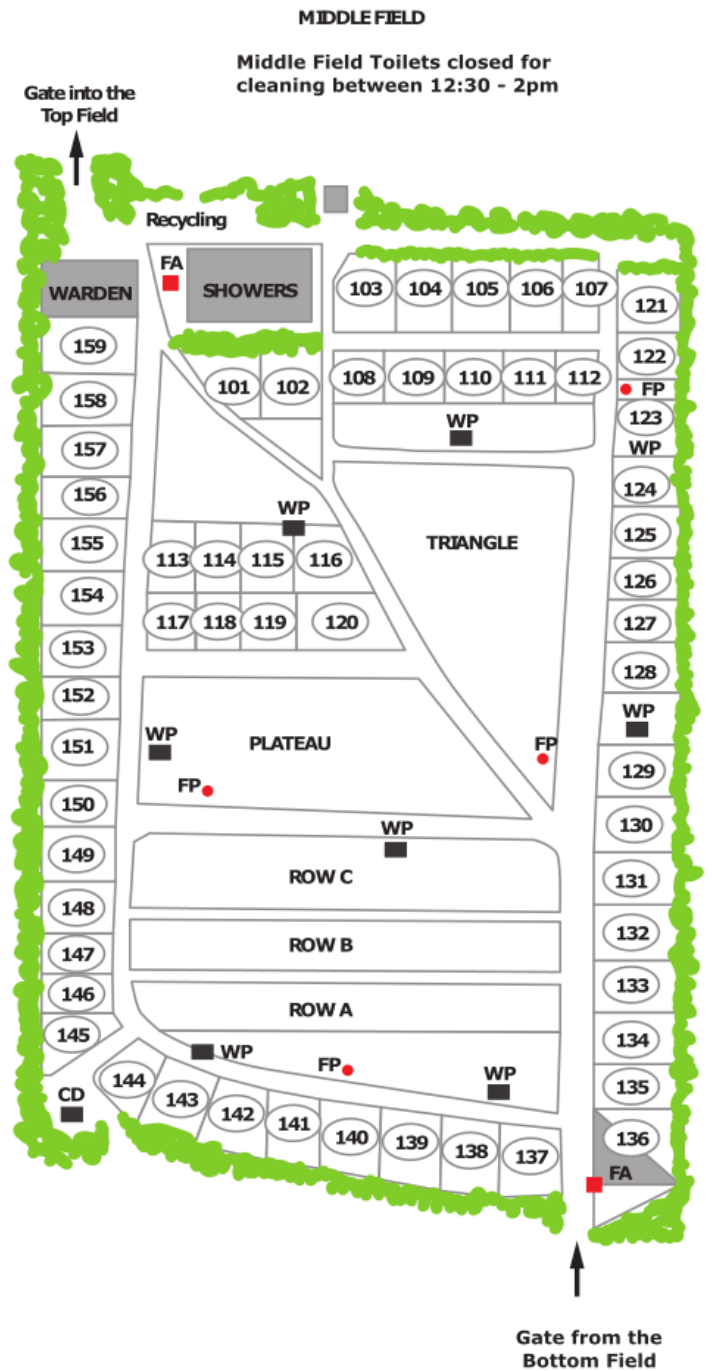 MIDDLE FIELD
Middle Field Toilets closed for
cleaning between 12:30 - 2pm
Gate into the
Top Field
Recycling
FA
WARDEN
SHOWERS
103 104 105 106 107
121
159
122
101 102
108 109 110 111 112
FP
158
123
WP
WP
157
124
156
WP
125
155
113 114 115 116
TRIANGLE
126
154
117 118 119 120
127
153
128
152
WP
151
WP
PLATEAU
FP
129
150
FP
130
WP
149
ROW C
131
148
132
147
ROW B
146
133
ROW A
145
134
WP
FP
WP
144
135
CD
143
142
141
140
139
138
137
136
FA
Gate from the
Bottom Field